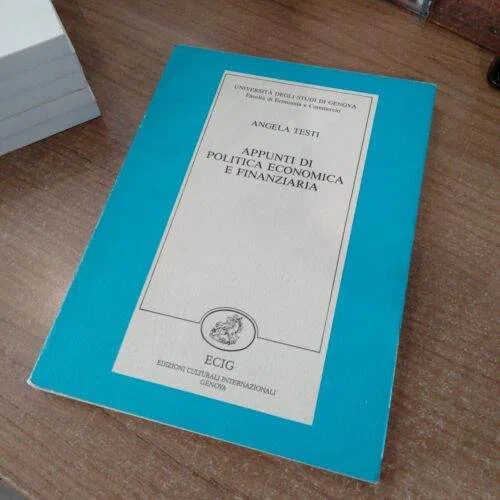 UNIVERSITÀ DEGLI STUDI DI GENOVA
Facoltà di Economia e Commercio
ANGELA TESTI
APPUNTI DI
POLITICA ECONOMICA
E FINANZIARIA
ECIG
EDIZIONI CULTURALI INTERNAZIONALI
GENOVA